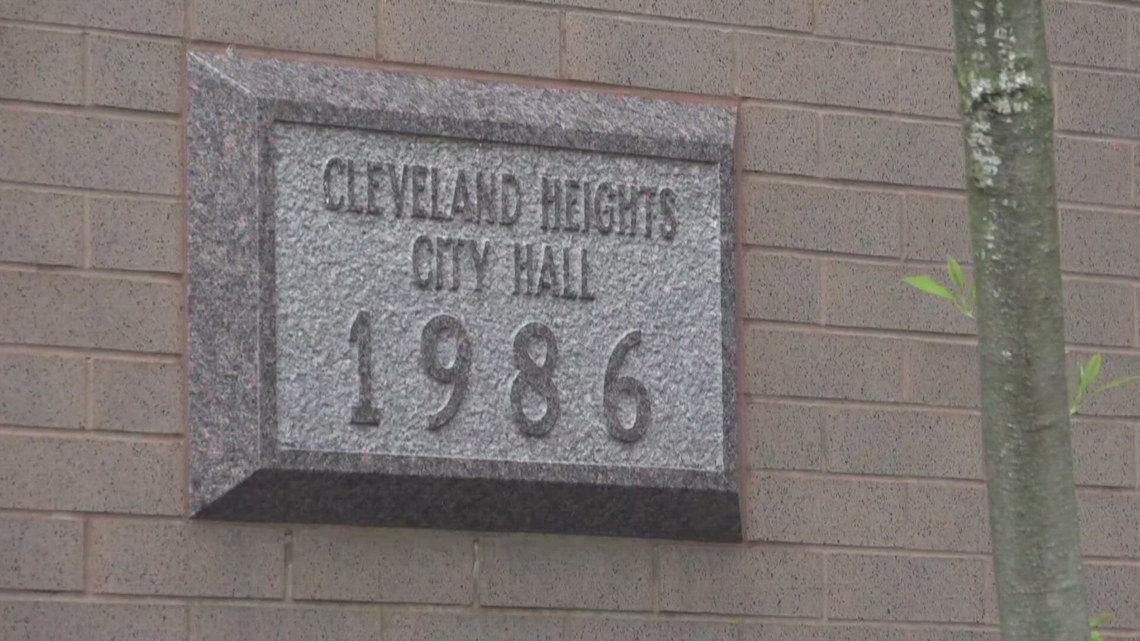 CLEVELAND HEIGHTS
CITY HALL
1986